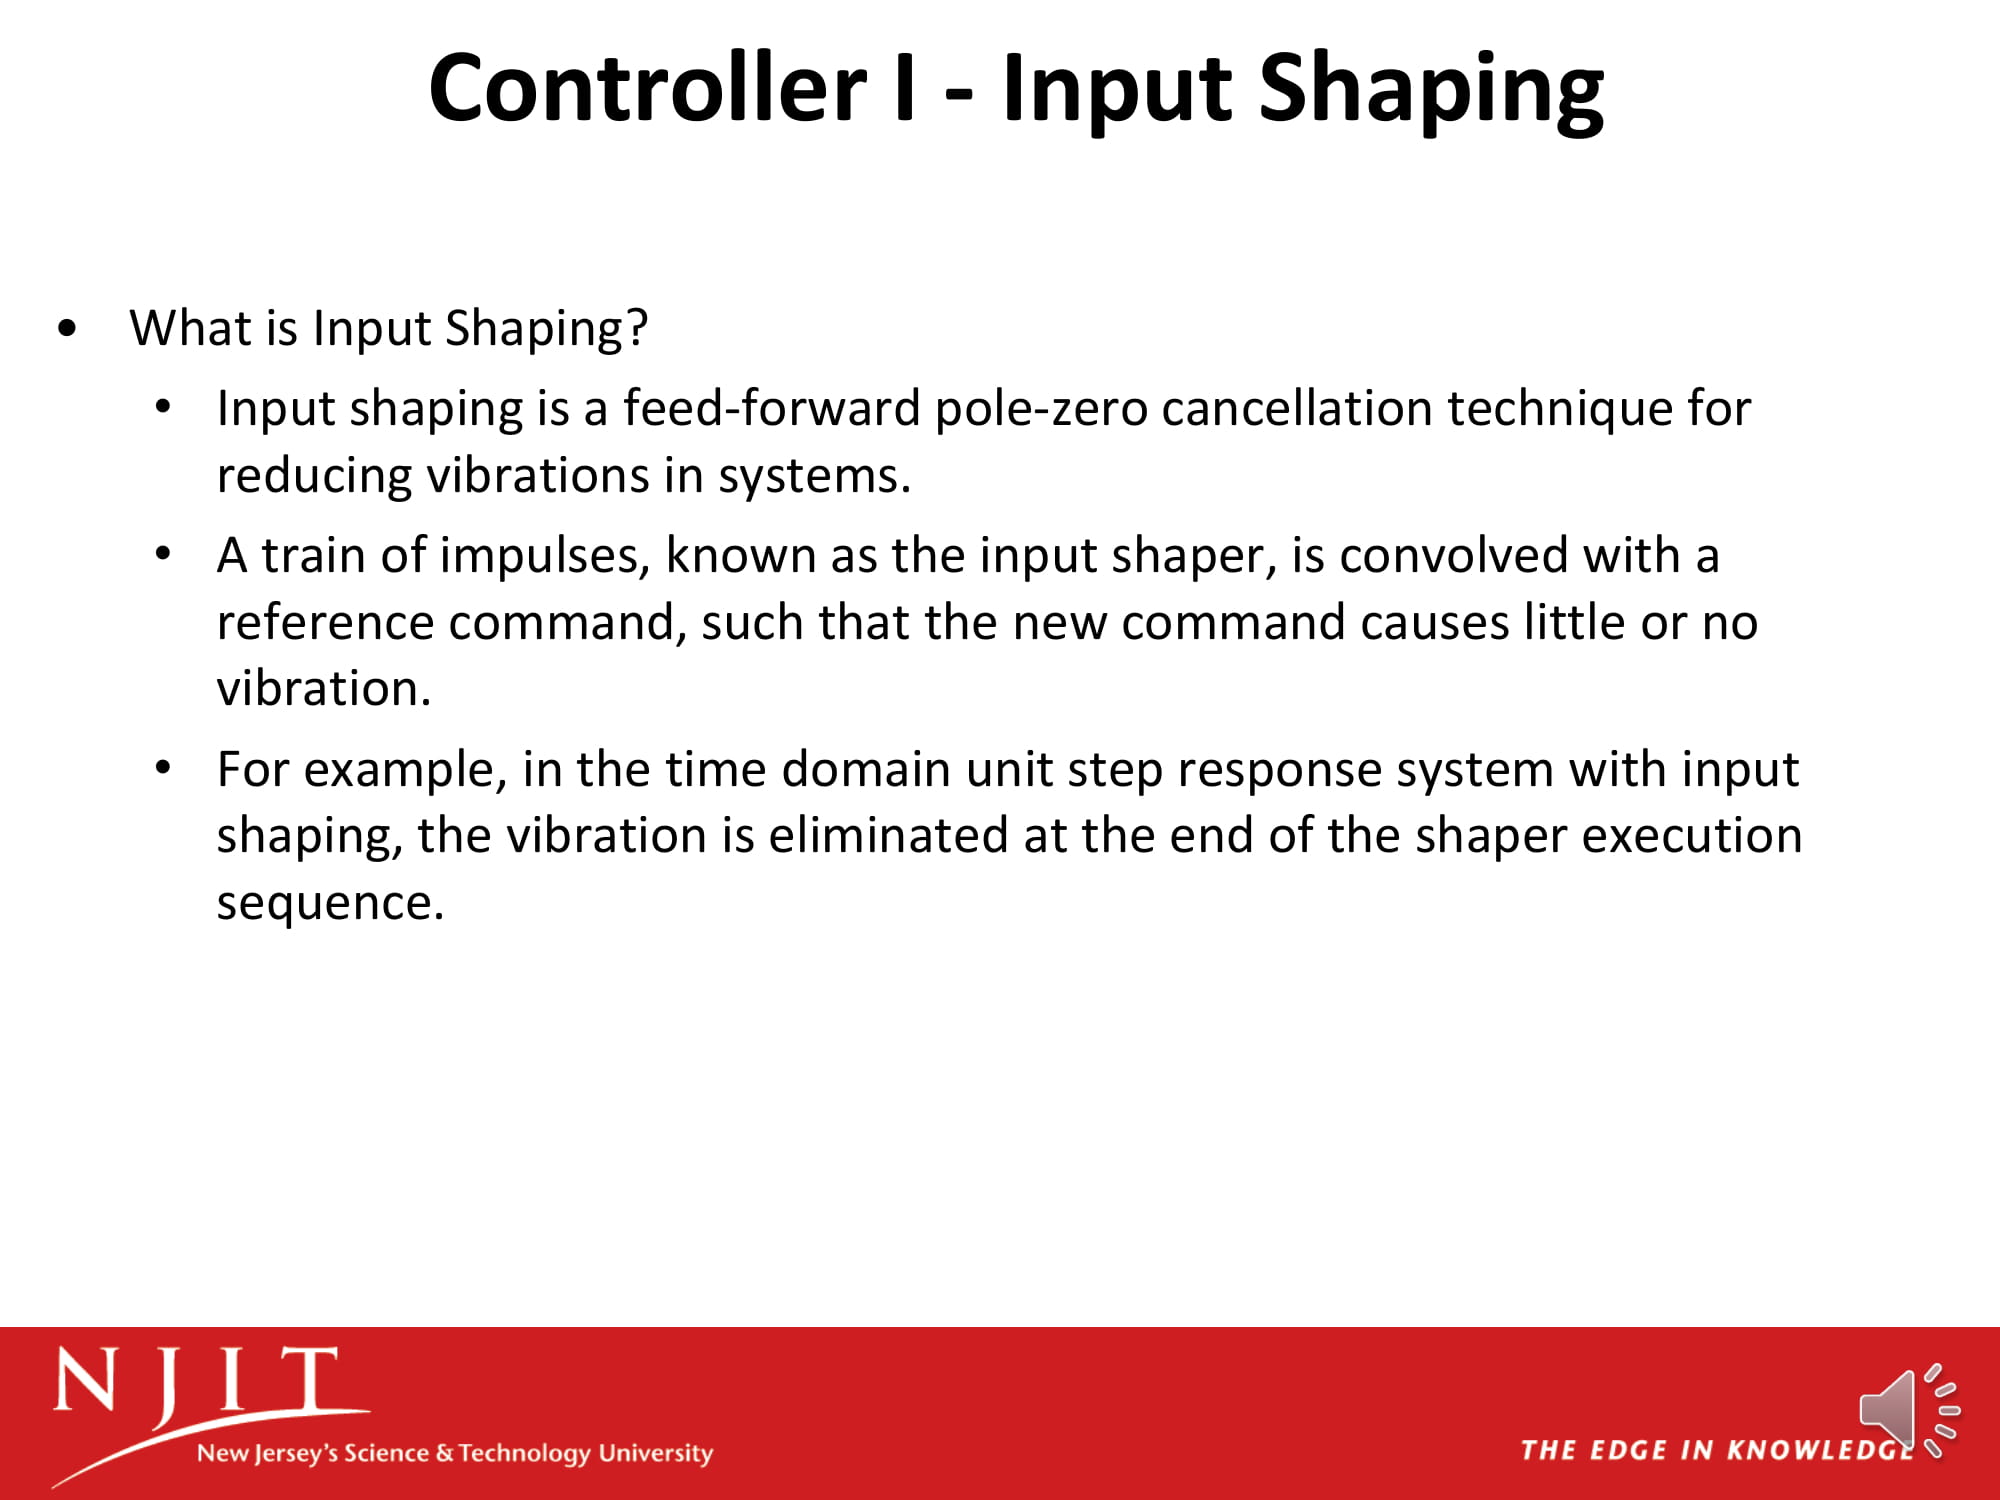 Controller I - Input Shaping
• What is Input Shaping?
• Input shaping is a feed-forward pole-zero cancellation technique for
reducing vibrations in systems.
• A train of impulses, known as the input shaper, is convolved with a
reference command, such that the new command causes little or no
vibration.
• For example, in the time domain unit step response system with input
shaping, the vibration is eliminated at the end of the shaper execution
sequence.
NJIT
New Jersey's Science & Technology University
THE EDGE IN KNOWLEDGE